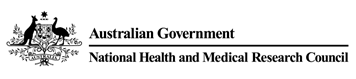 Australian Government
National Health and Medical Research Council